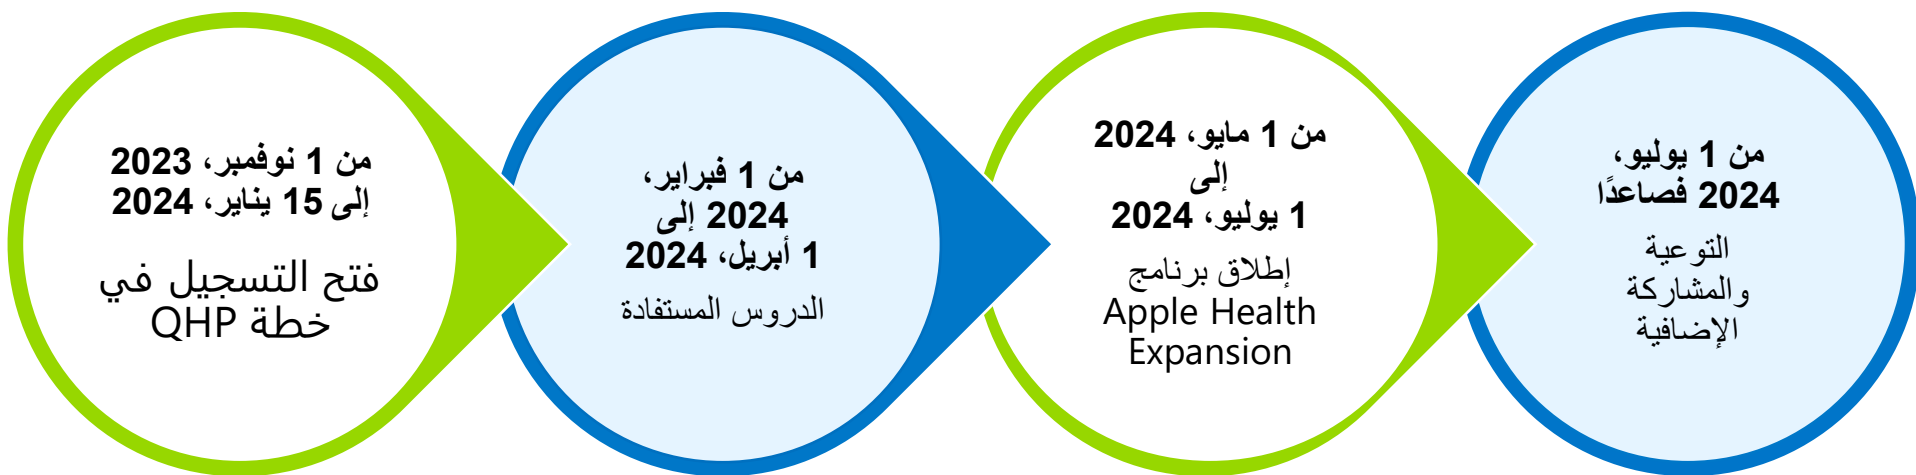 من 1 نوفمبر، 2023
إلى 15 يناير، 2024
فتح التسجيل في
خطة QHP
من 1 فبراير،
2024 إلى
1 أبريل، 2024
الدروس المستفادة
من 1 مايو، 2024
إلى
1 يوليو، 2024
إطلاق برنامج
Apple Health
Expansion
من 1 يوليو،
2024 فصاعدًا
التوعية
والمشاركة
الإضافية